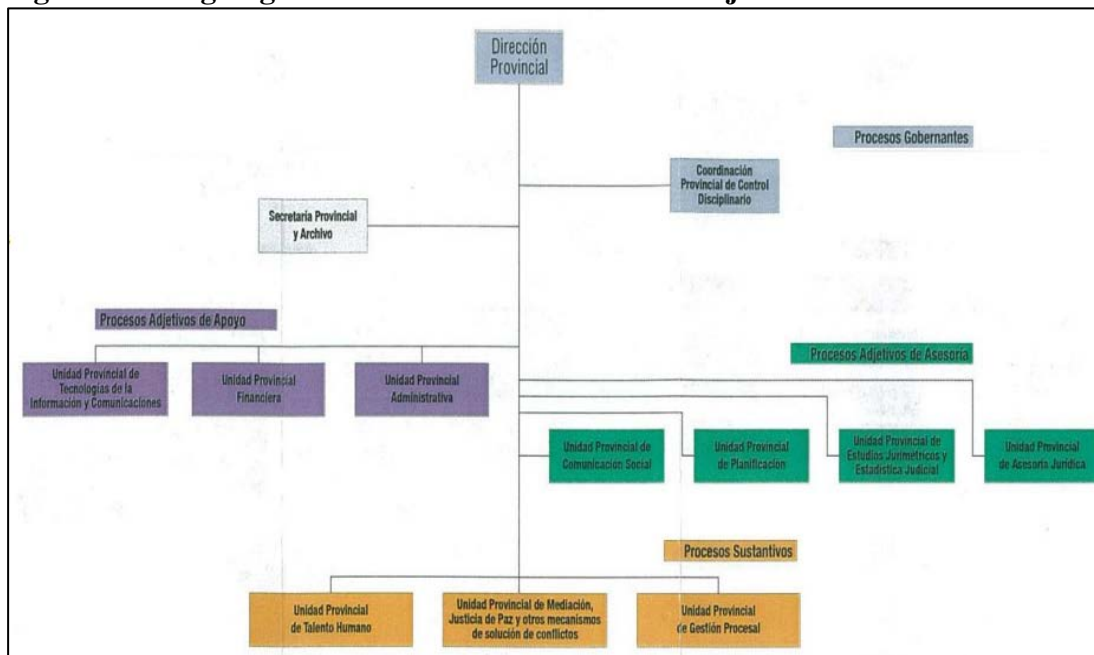 Dirección
Provincial
Procesos Gobernantes
Coordinación
Provincial de Control
Disciplinario
Secretaría Provincial
y Archivo
Procesos Adjetivos de Apoyo
Unidad Provincial de
Tecnologías de la
Información y Comunicaciones
Unidad Provincial
Financiera
Unidad Provincial
Administrativa
Procesos Adjetivos de Asesoría
Unidad Provincial de
Comunicación Social
Unidad Provincial
de Planificación
Unidad Provincial de
Estudios Jurimétricos y
Estadística Judicial
Unidad Provincial
de Asesoría Jurídica
Procesos Sustantivos
Unidad Provincial
de Talento Humano
Unidad Provincial de Mediación,
Justicia de Paz y otros mecanismos
de solución de conflictos
Unidad Provincial
de Gestión Procesal